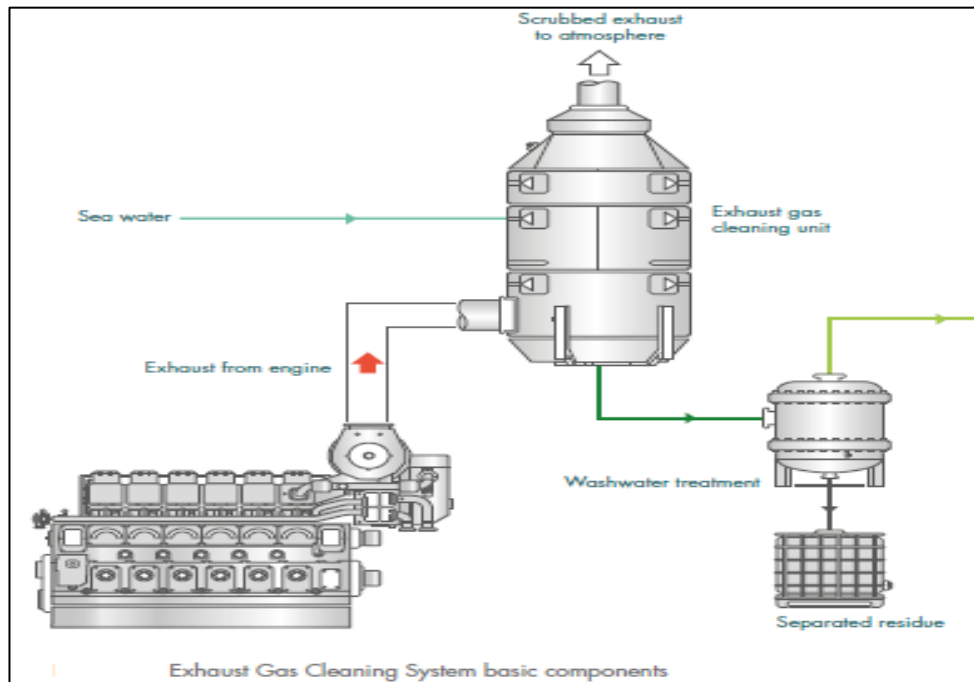 Scrubbed exhaust
to atmosphere
Sea water
Exhaust gas
cleaning unit
Exhaust from engine
Washwater treatment
Separated residue
Exhaust Gas Cleaning System basic components